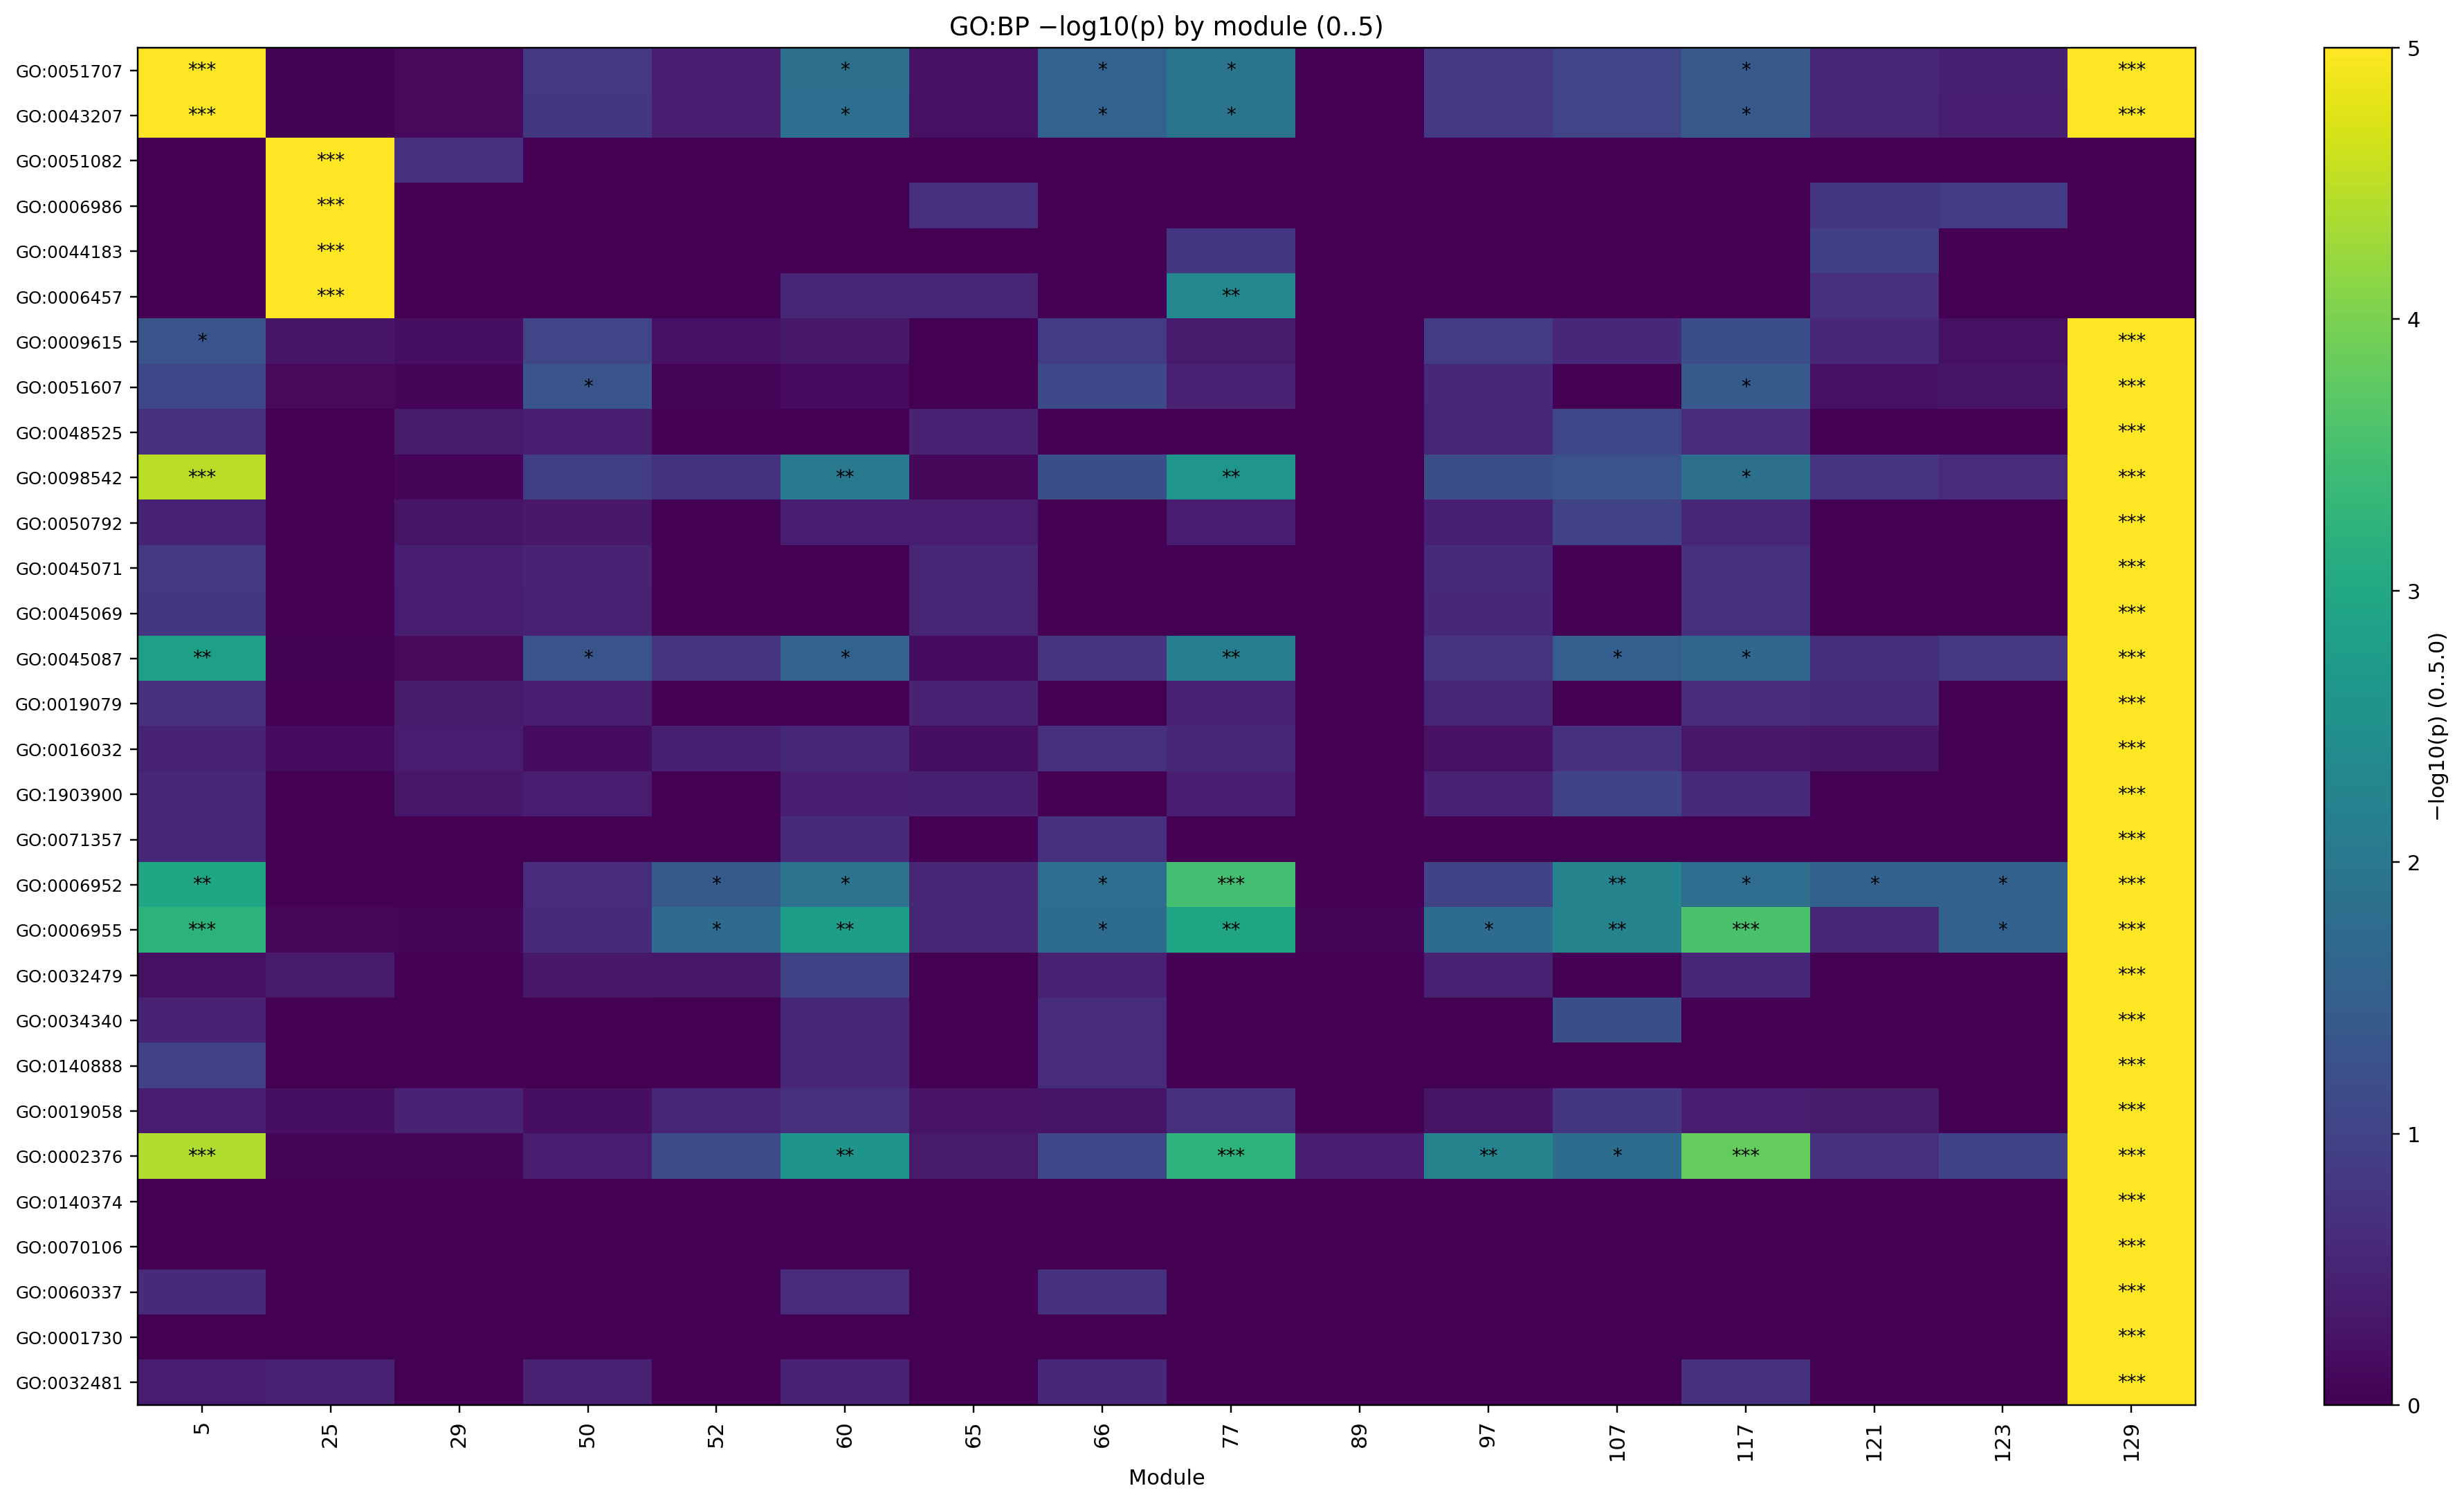 GO:BP −log10(p) by module (0..5)
GO:0051707 *** * * * * ***
GO:0043207 *** * * * * ***
GO:0051082 ***
GO:0006986 ***
GO:0044183 ***
GO:0006457 *** **
GO:0009615 * ***
GO:0051607 * * ***
GO:0048525 ***
GO:0098542 *** ** ** * ***
GO:0050792 ***
GO:0045071 ***
GO:0045069 ***
GO:0045087 ** * * ** * * ***
GO:0019079 ***
GO:0016032 ***
GO:1903900 ***
GO:0071357 ***
GO:0006952 ** * * * *** ** * * * ***
GO:0006955 *** * ** * ** * ** *** * ***
GO:0032479 ***
GO:0034340 ***
GO:0140888 ***
GO:0019058 ***
GO:0002376 *** ** *** ** * *** ***
GO:0140374 ***
GO:0070106 ***
GO:0060337 ***
GO:0001730 ***
GO:0032481 ***
5 25 29 50 52 60 65 66 77 89 97 107 117 121 123 129
Module
5
4
3
2
1
0
−log10(p) (0..5.0)